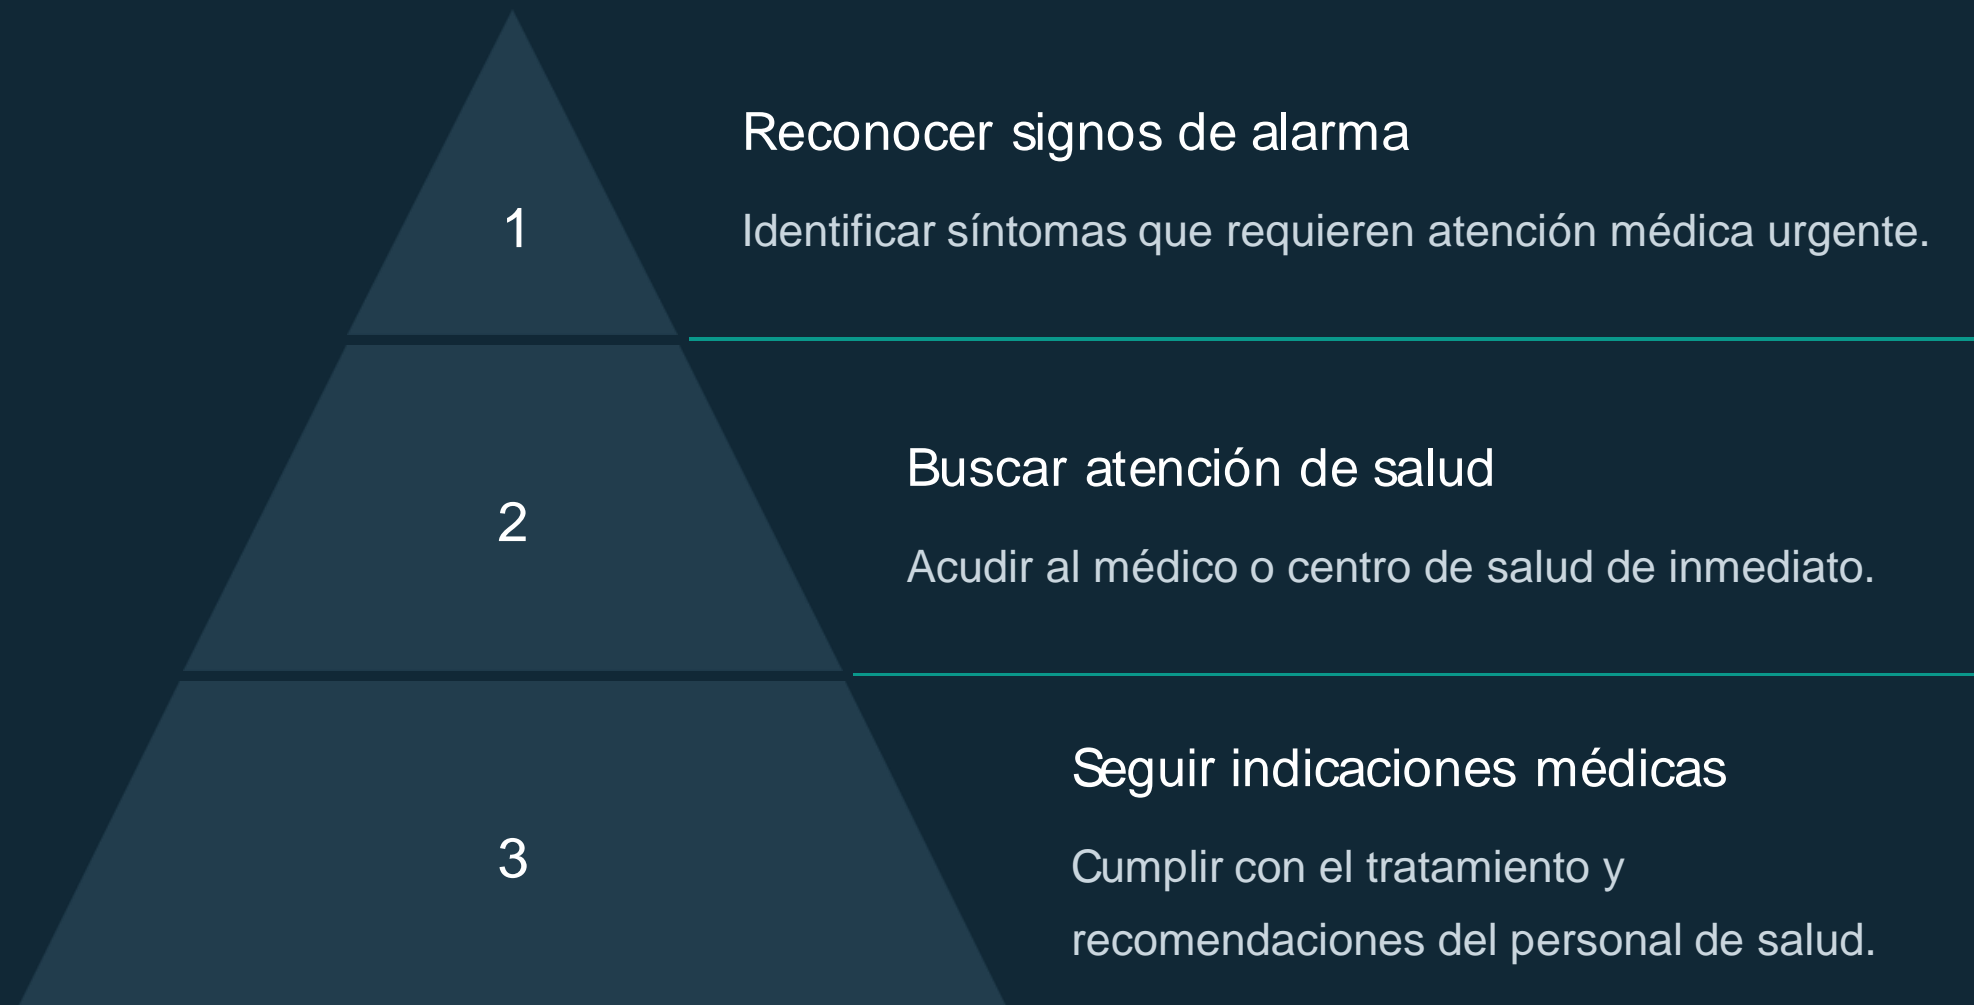 Reconocer signos de alarma
1
Identificar síntomas que requieren atención médica urgente.
Buscar atención de salud
2
Acudir al médico o centro de salud de inmediato.
Seguir indicaciones médicas
3
Cumplir con el tratamiento y
recomendaciones del personal de salud.